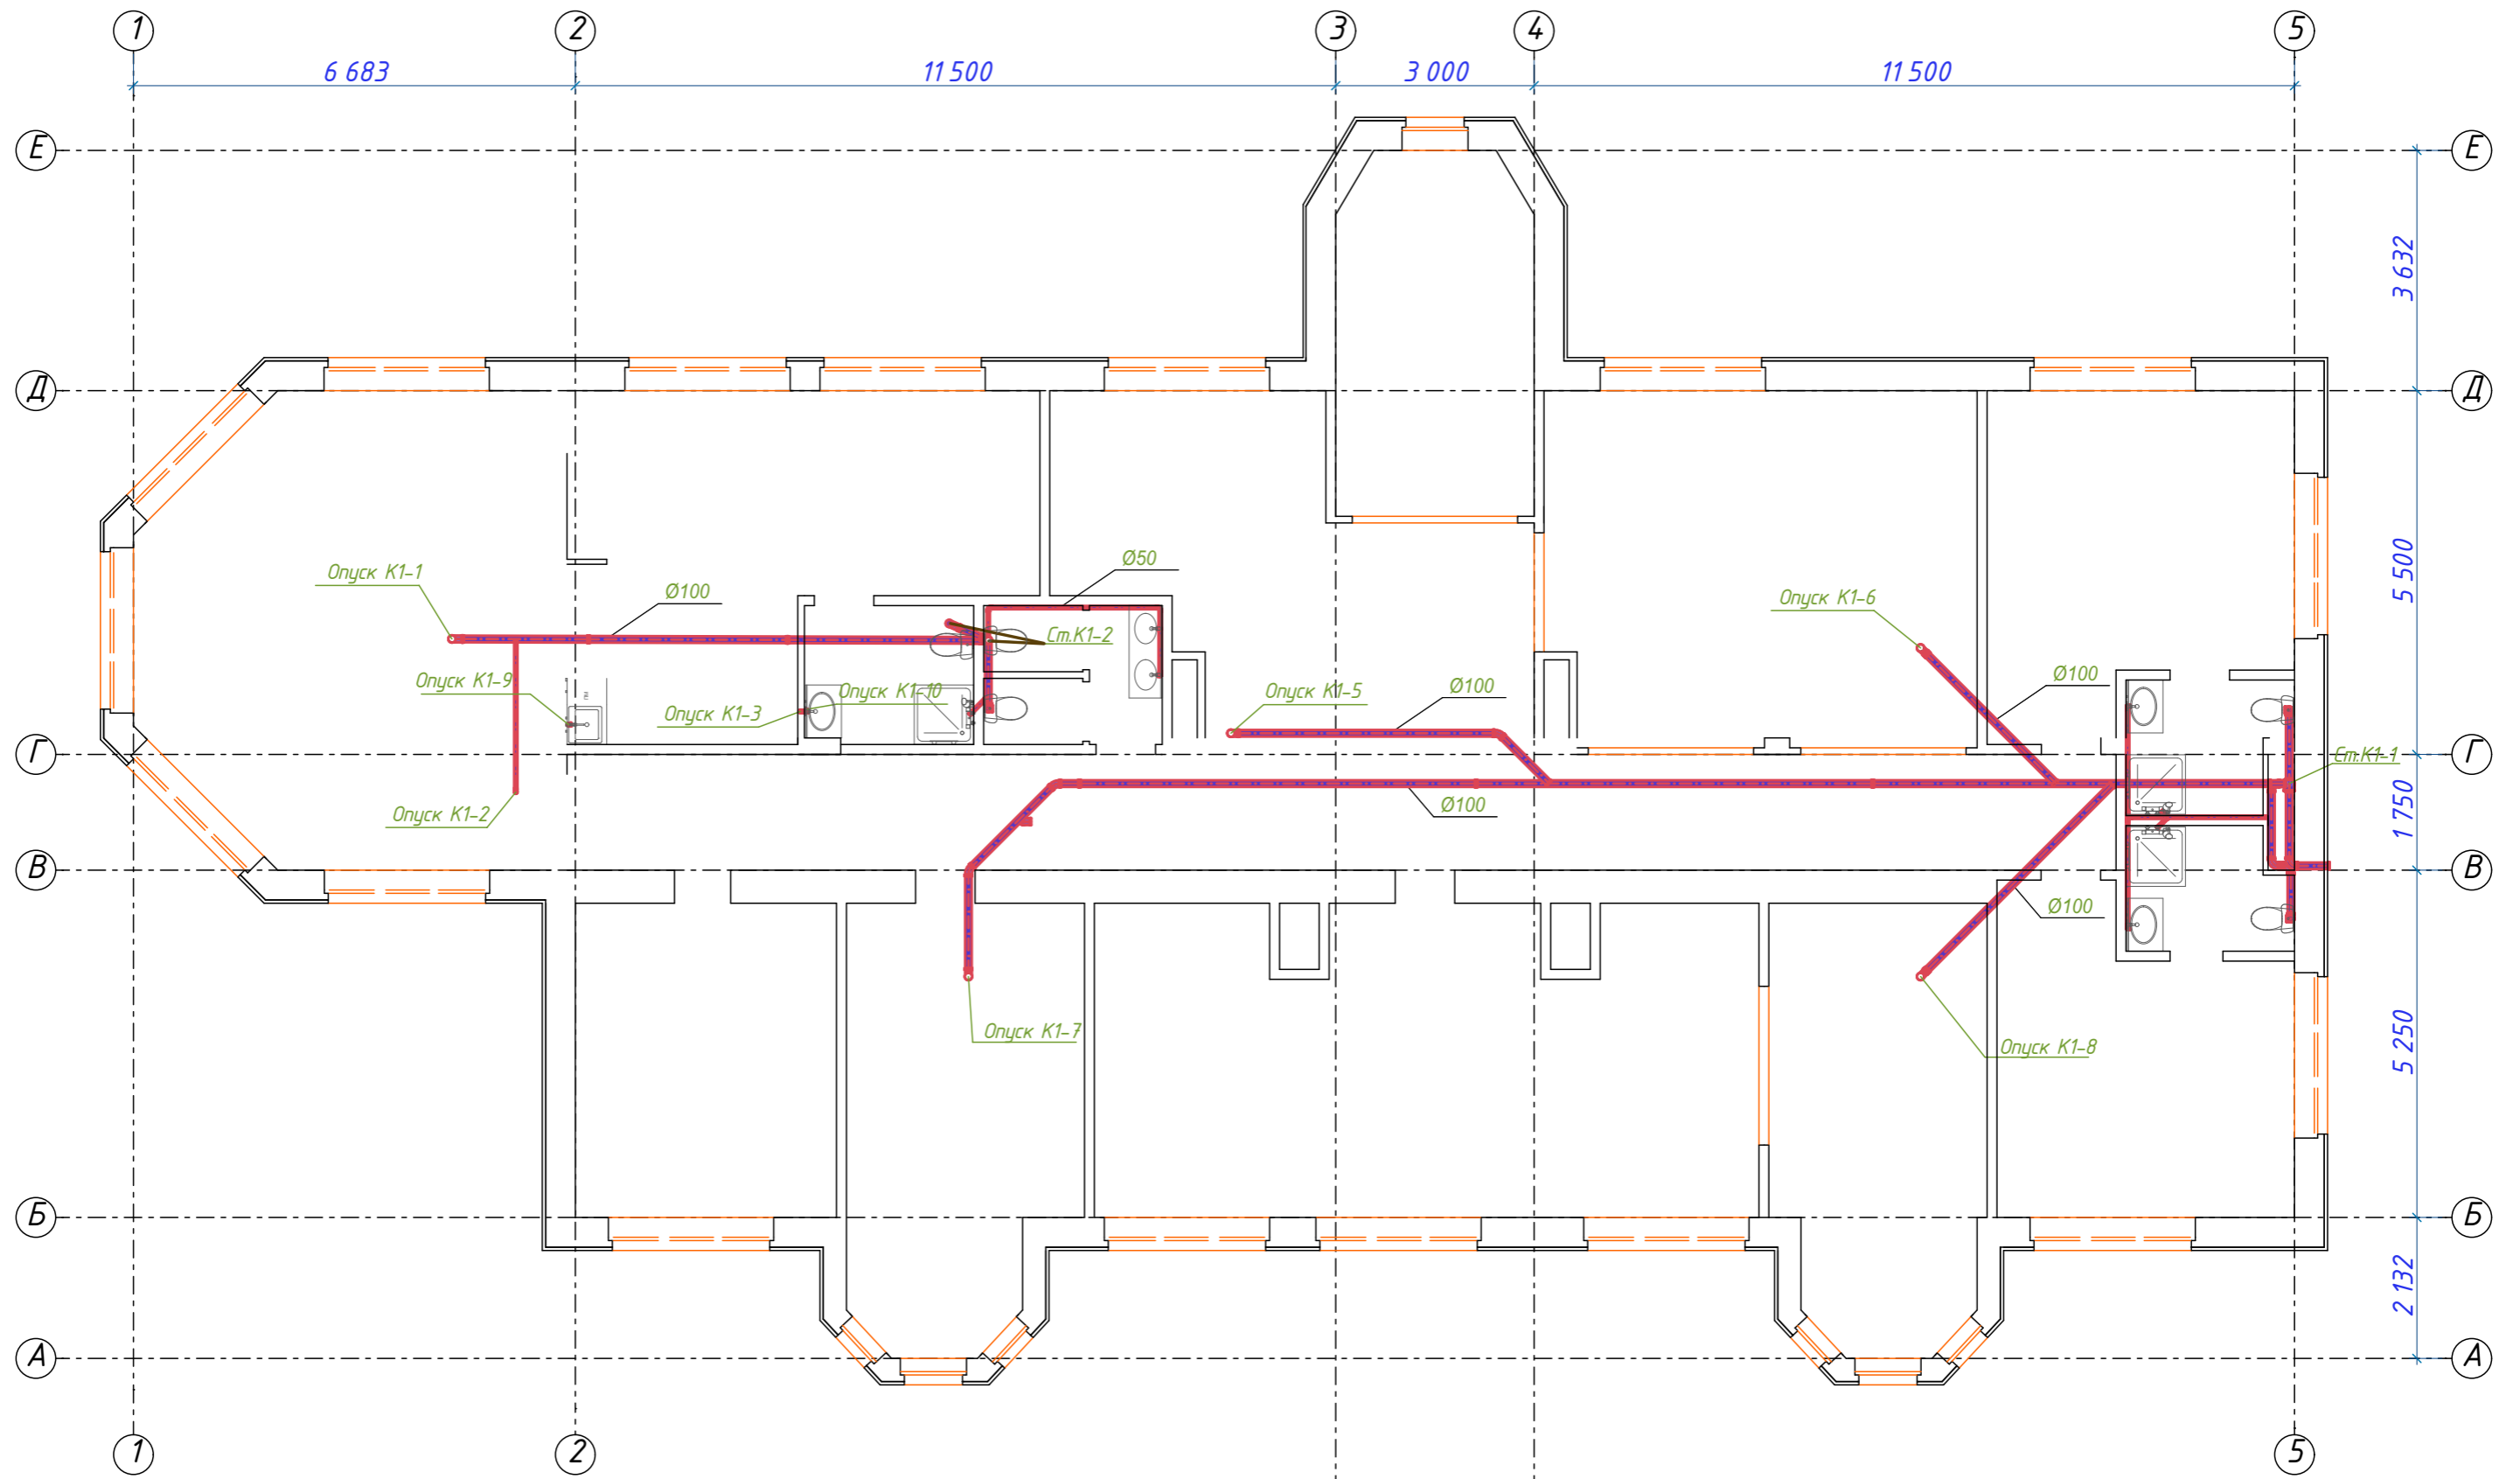 1 2 3 4 5
6 683 11 500 3 000 11 500
Е Е
3 632
Д Д
5 500
Ø50
Опуск К1-1
Ø100
Опуск К1-6
Ст.К1-2
Опуск К1-9
Опуск К1-10
Опуск К1-5
Ø100
Ø100
Опуск К1-3
Г Г
Ст.К1-1
Опуск К1-2
Ø100
1 750
В В
Ø100
Опуск К1-7
Опуск К1-8
5 250
Б Б
2 132
А А
1 2 5